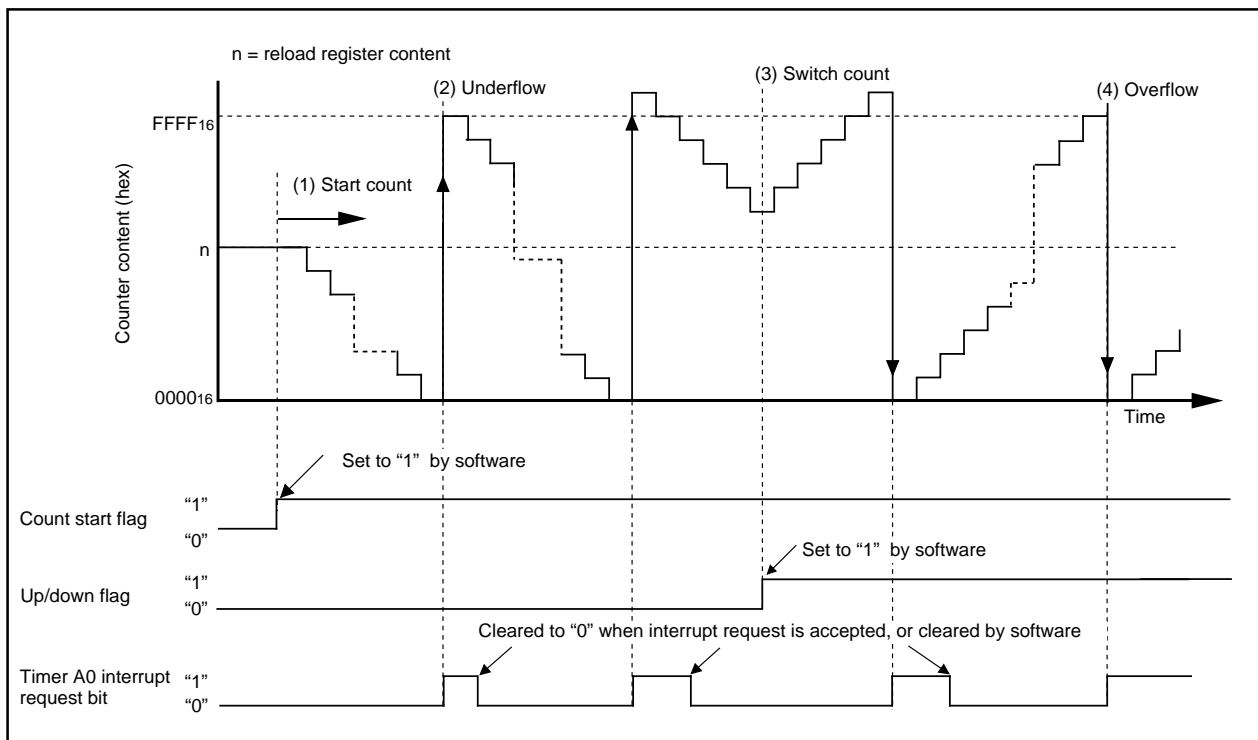 n = reload register content
(2) Underflow
(3) Switch count
(4) Overflow
FFFF16
(1) Start count
Counter content (hex)
n
000016
Time
Set to “1” by software
Count start flag
“1”
“0”
Set to “1” by software
Up/down flag
“1”
“0”
Cleared to “0” when interrupt request is accepted, or cleared by software
Timer A0 interrupt
request bit
“1”
“0”